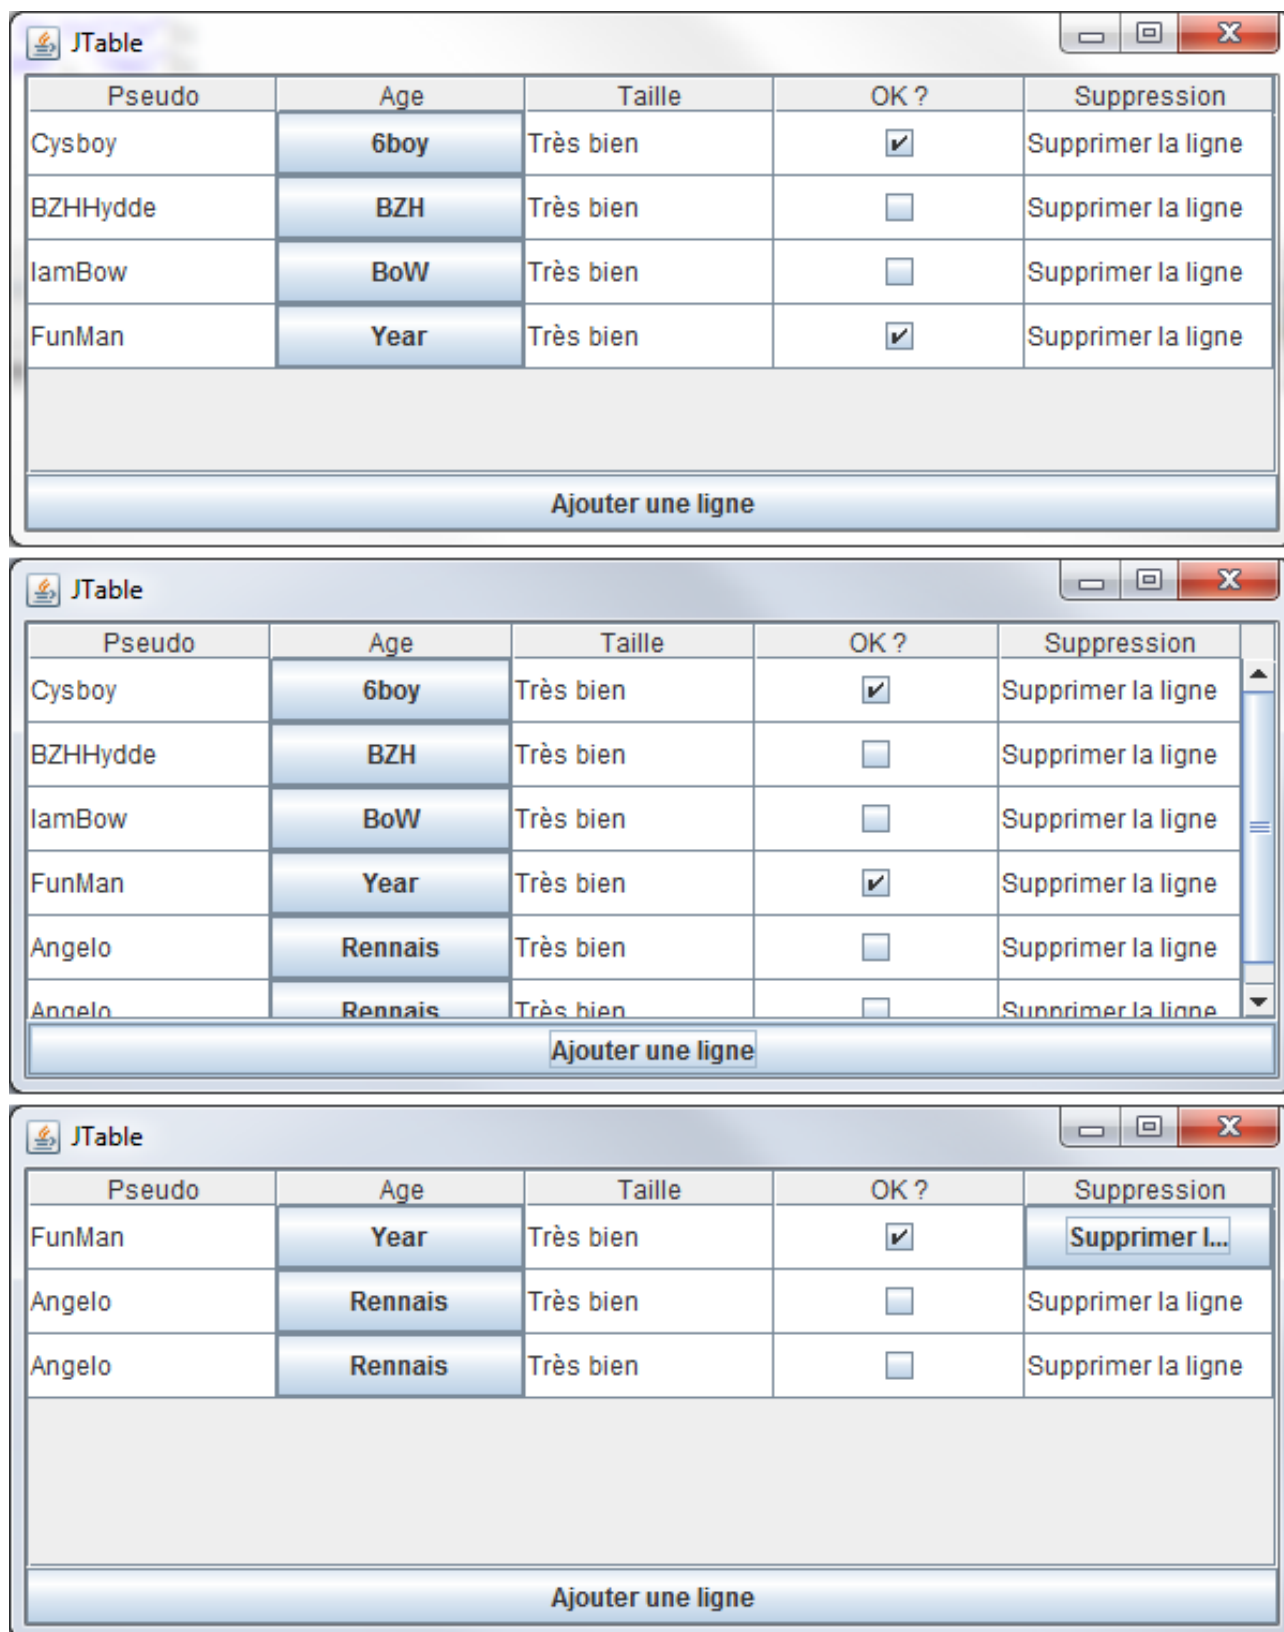 JTable
Pseudo Age Taille OK ? Suppression
Cysboy 6boy Très bien Supprimer la ligne
BZHHydde BZH Très bien Supprimer la ligne
IamBow BoW Très bien Supprimer la ligne
FunMan Year Très bien Supprimer la ligne
Ajouter une ligne
JTable
Pseudo Age Taille OK ? Suppression
Cysboy 6boy Très bien Supprimer la ligne
BZHHydde BZH Très bien Supprimer la ligne
IamBow BoW Très bien Supprimer la ligne
FunMan Year Très bien Supprimer la ligne
Angelo Rennais Très bien Supprimer la ligne
Angelo Rennais Très bien Supprimer la ligne
Ajouter une ligne
JTable
Pseudo Age Taille OK ? Suppression
FunMan Year Très bien Supprimer l...
Angelo Rennais Très bien Supprimer la ligne
Angelo Rennais Très bien Supprimer la ligne
Ajouter une ligne